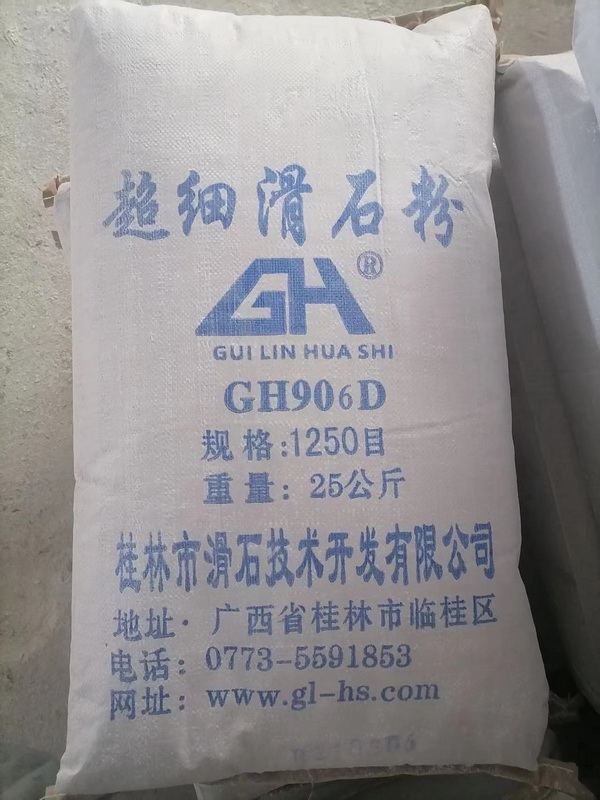 超细滑石粉
GH®
GUI LIN HUA SHI
GH906D
规格:1250目
重量：25公斤
桂林市滑石技术开发有限公司
地址·广西省桂林市临桂区
电话：0773-5591853
网址：www.gl-hs.com